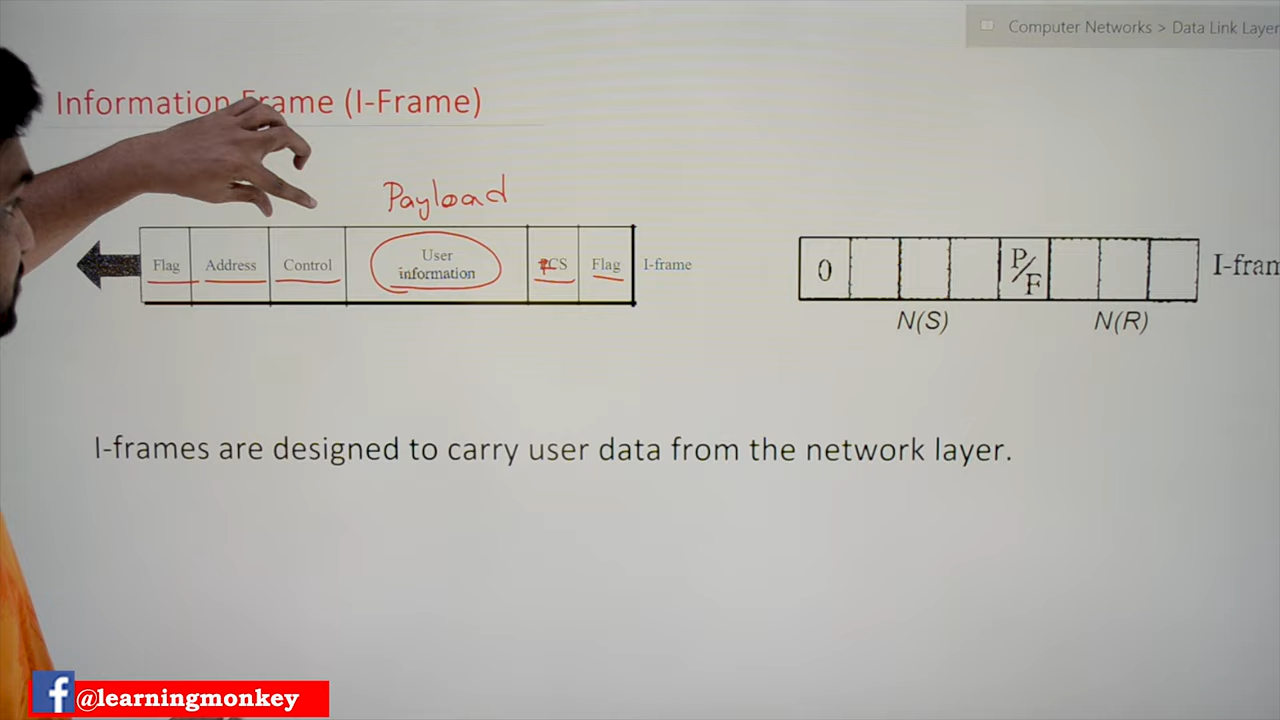 Computer Networks > Data Link Layer
Information Frame (I-Frame)
Payload
Flag Address Control User information FCS Flag I-frame
0 P/F I-fram
N(S) N(R)
I-frames are designed to carry user data from the network layer.
@learningmonkey